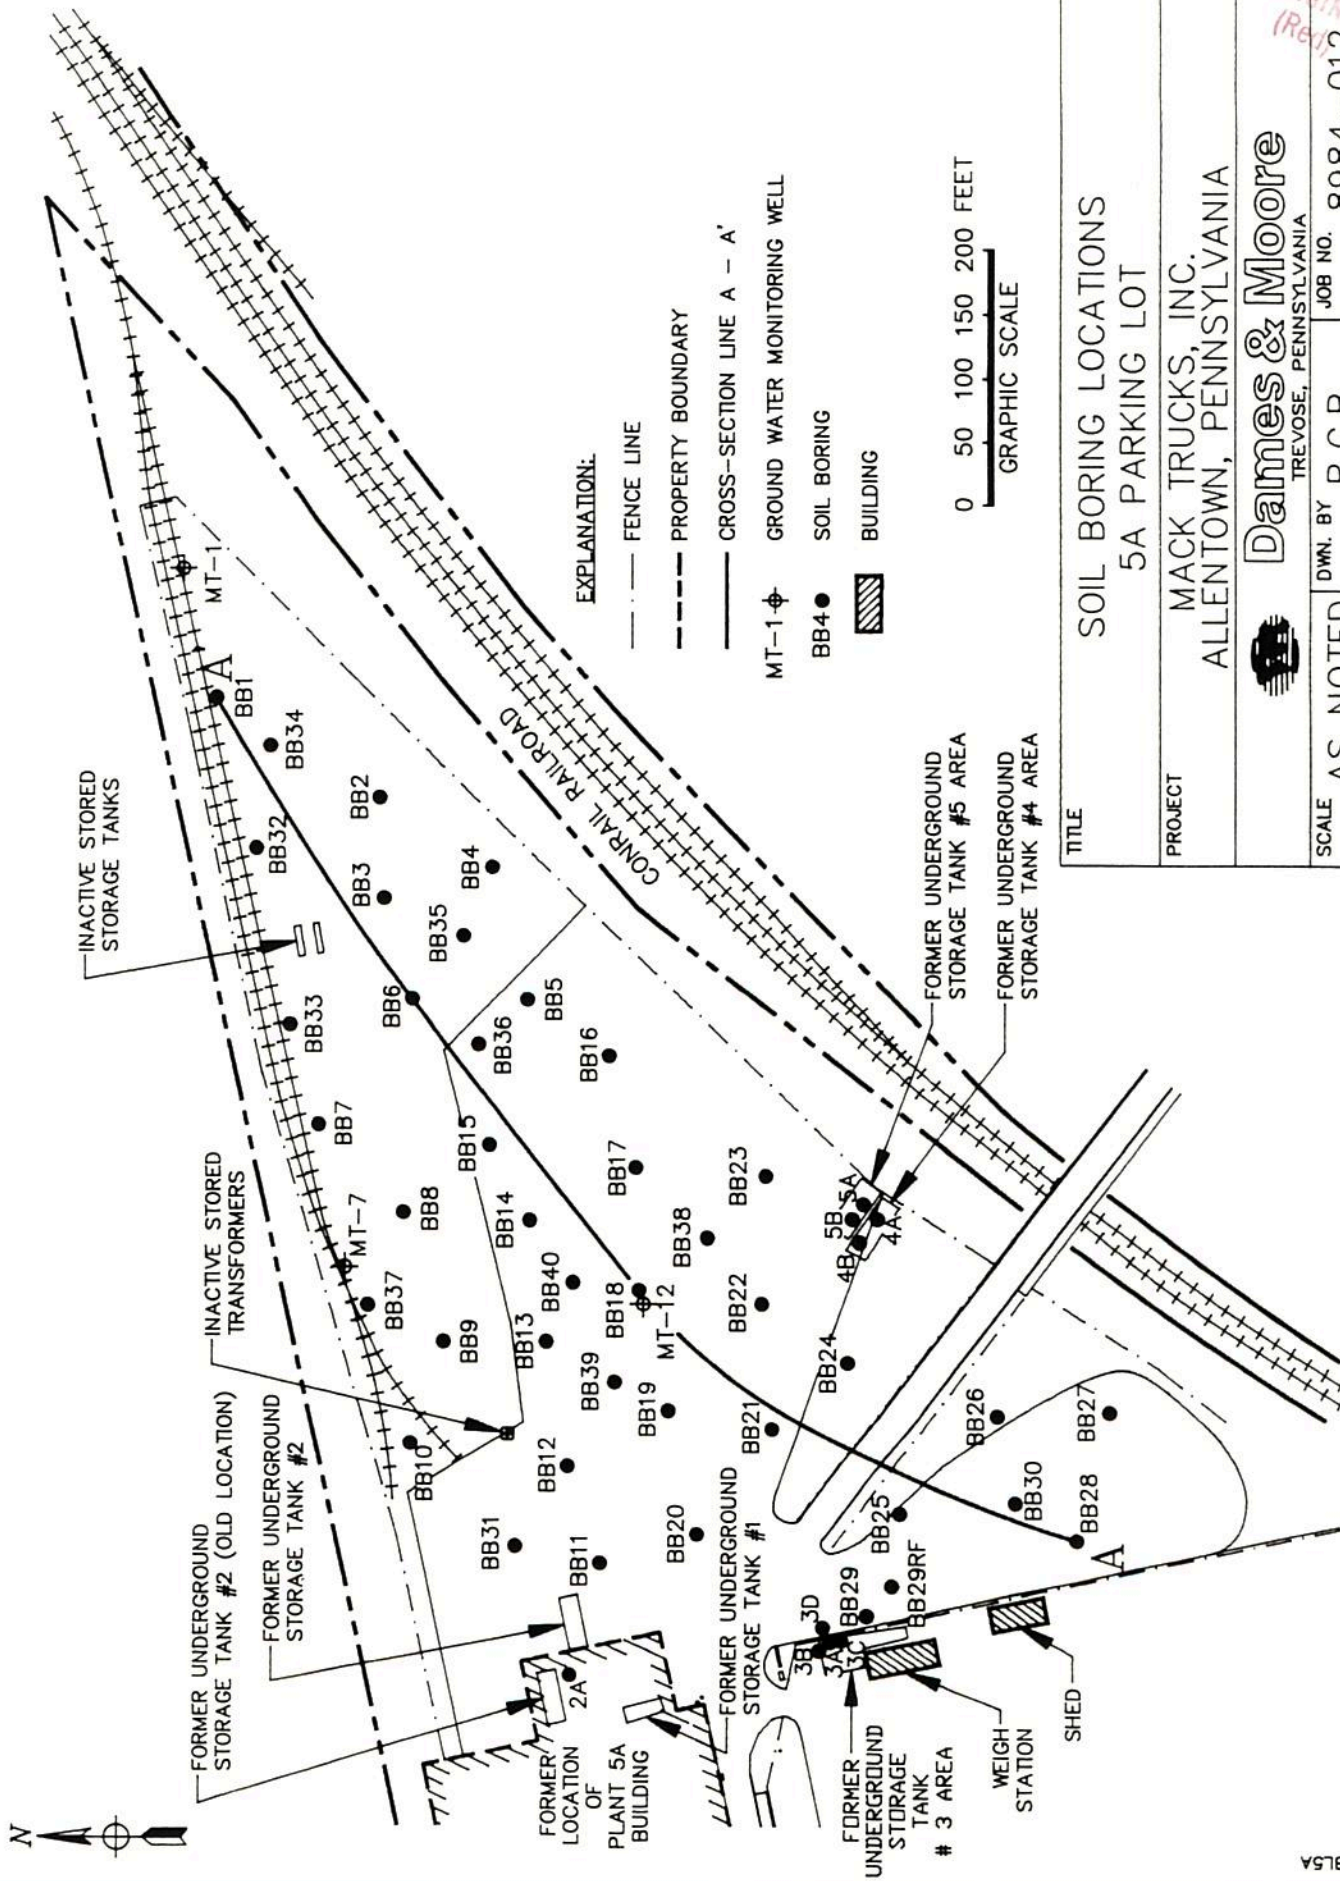 N
FORMER UNDERGROUND
STORAGE TANK #2 (OLD LOCATION)
FORMER UNDERGROUND
STORAGE TANK #2
INACTIVE STORED
TRANSFORMERS
INACTIVE STORED
STORAGE TANKS
MT-1
A
BB1
BB34
BB32
BB2
BB3
BB4
BB35
BB6
BB33
BB5
BB36
BB16
BB7
BB15
BB8
BB14
BB17
MT-7
BB37
BB9
BB40
BB13
BB18
MT-12
BB38
BB23
BB22
BB39
BB19
BB10
BB12
BB21
BB24
BB31
BB11
BB20
2A
CONRAIL RAILROAD
5B
5A
4B
4A
FORMER UNDERGROUND
STORAGE TANK #5 AREA
FORMER UNDERGROUND
STORAGE TANK #4 AREA
FORMER
LOCATION
OF
PLANT 5A
BUILDING
FORMER UNDERGROUND
STORAGE TANK #1
3D
3B
3A
3C
BB29
BB29RF
BB25
BB26
BB27
BB30
BB28
A
FORMER
UNDERGROUND
STORAGE
TANK
# 3 AREA
WEIGH
STATION
SHED
EXPLANATION:
FENCE LINE
PROPERTY BOUNDARY
CROSS-SECTION LINE A - A'
MT-1 GROUND WATER MONITORING WELL
BB4 SOIL BORING
BUILDING
0 50 100 150 200 FEET
GRAPHIC SCALE
TITLE
SOIL BORING LOCATIONS
5A PARKING LOT
PROJECT
MACK TRUCKS, INC.
ALLENTOWN, PENNSYLVANIA
Dames & Moore
TREVOSE, PENNSYLVANIA
SCALE AS NOTED
DWN. BY
JOB NO.
(Red)